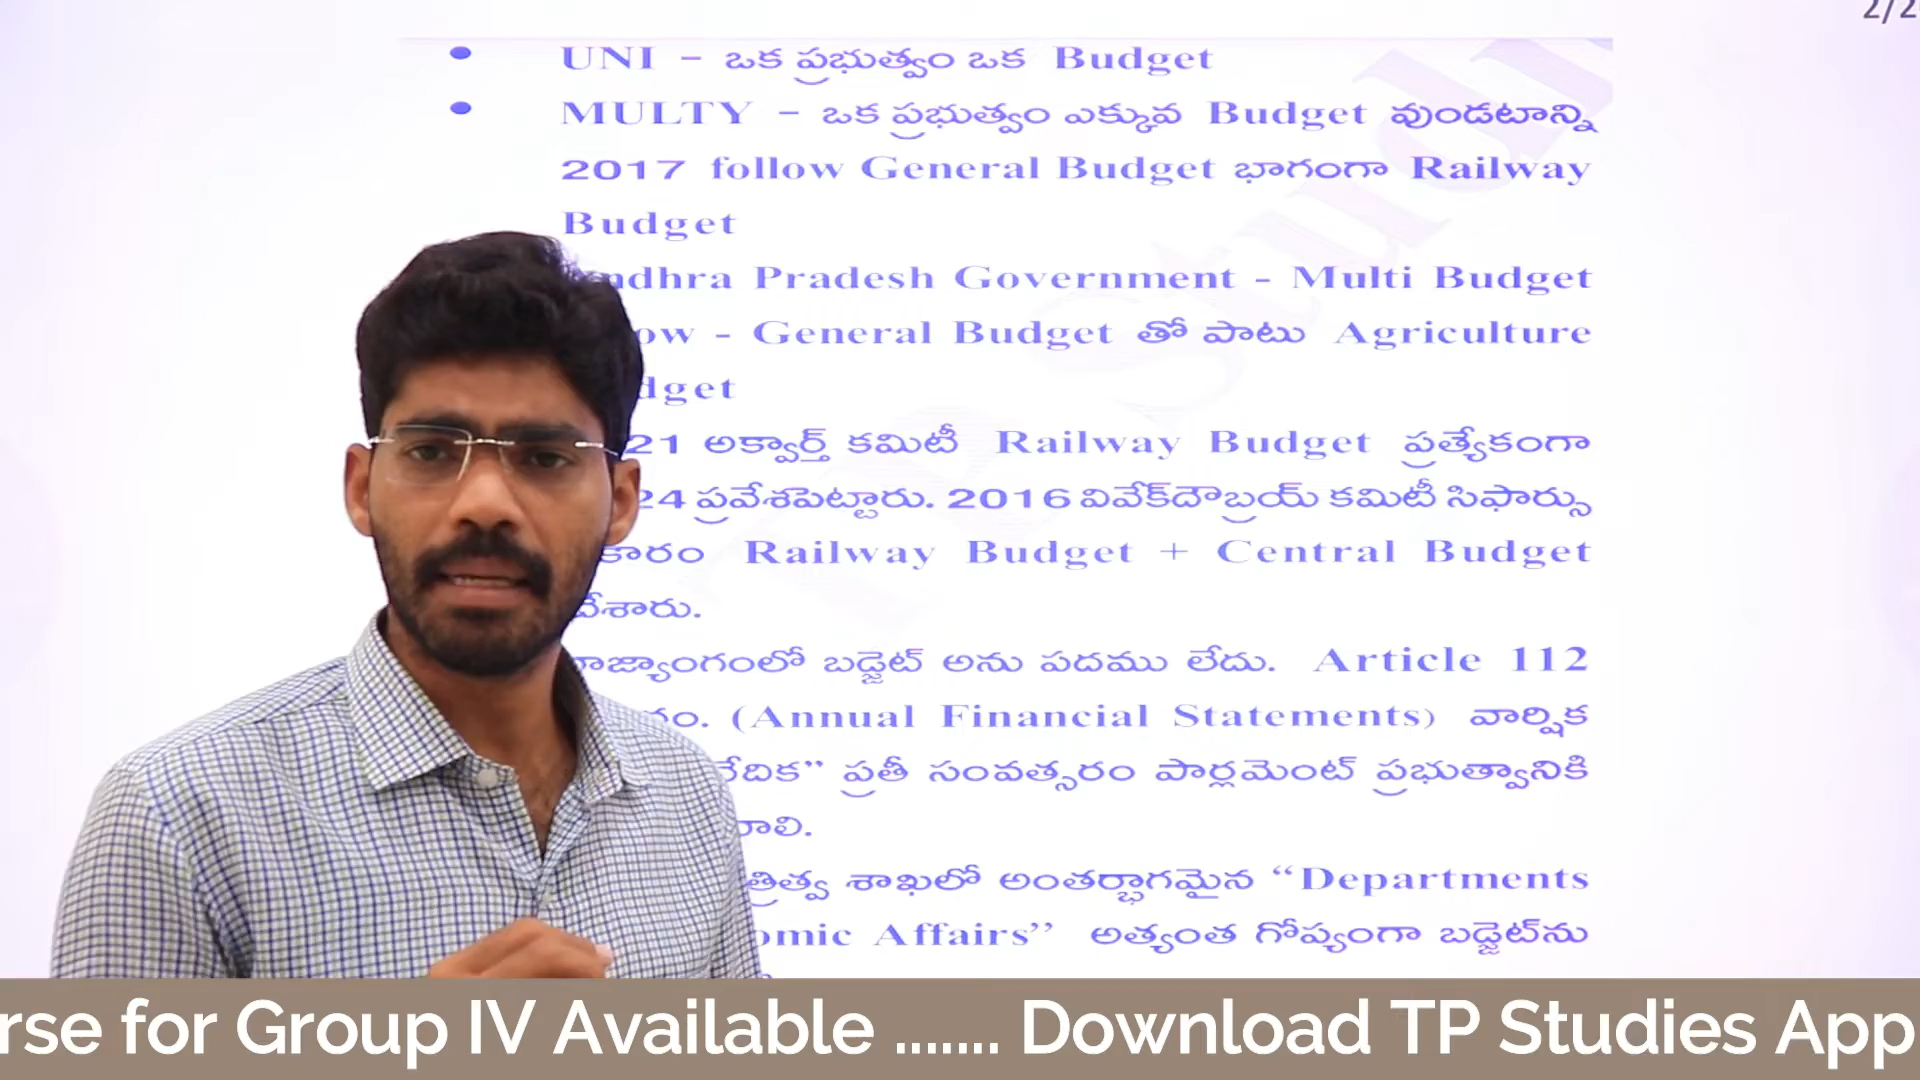 2/2
UNI - ఒక ప్రభుత్వం ఒక Budget
MULTY - ఒక ప్రభుత్వం ఎక్కువ Budget వుండటాన్ని
2017 follow General Budget భాగంగా Railway
Budget
ndhra Pradesh Government - Multi Budget
ow - General Budget తో పాటు Agriculture
dget
21 అక్వార్త్ కమిటీ Railway Budget ప్రత్యేకంగా
24 ప్రవేశపెట్టారు. 2016 వివేక్‌దౌబ్రయ్ కమిటీ సిఫార్సు
కారం Railway Budget + Central Budget
చేశారు.
రాజ్యాంగంలో బడ్జెట్ అను పదము లేదు. Article 112
(Annual Financial Statements) వార్షిక
వేదిక” ప్రతీ సంవత్సరం పార్లమెంట్ ప్రభుత్వానికి
రాలి.
త్రిత్వ శాఖలో అంతర్భాగమైన “Departments
omic Affairs” అత్యంత గోప్యంగా బడ్జెట్‌ను
rse for Group IV Available ....... Download TP Studies App
TP Studi